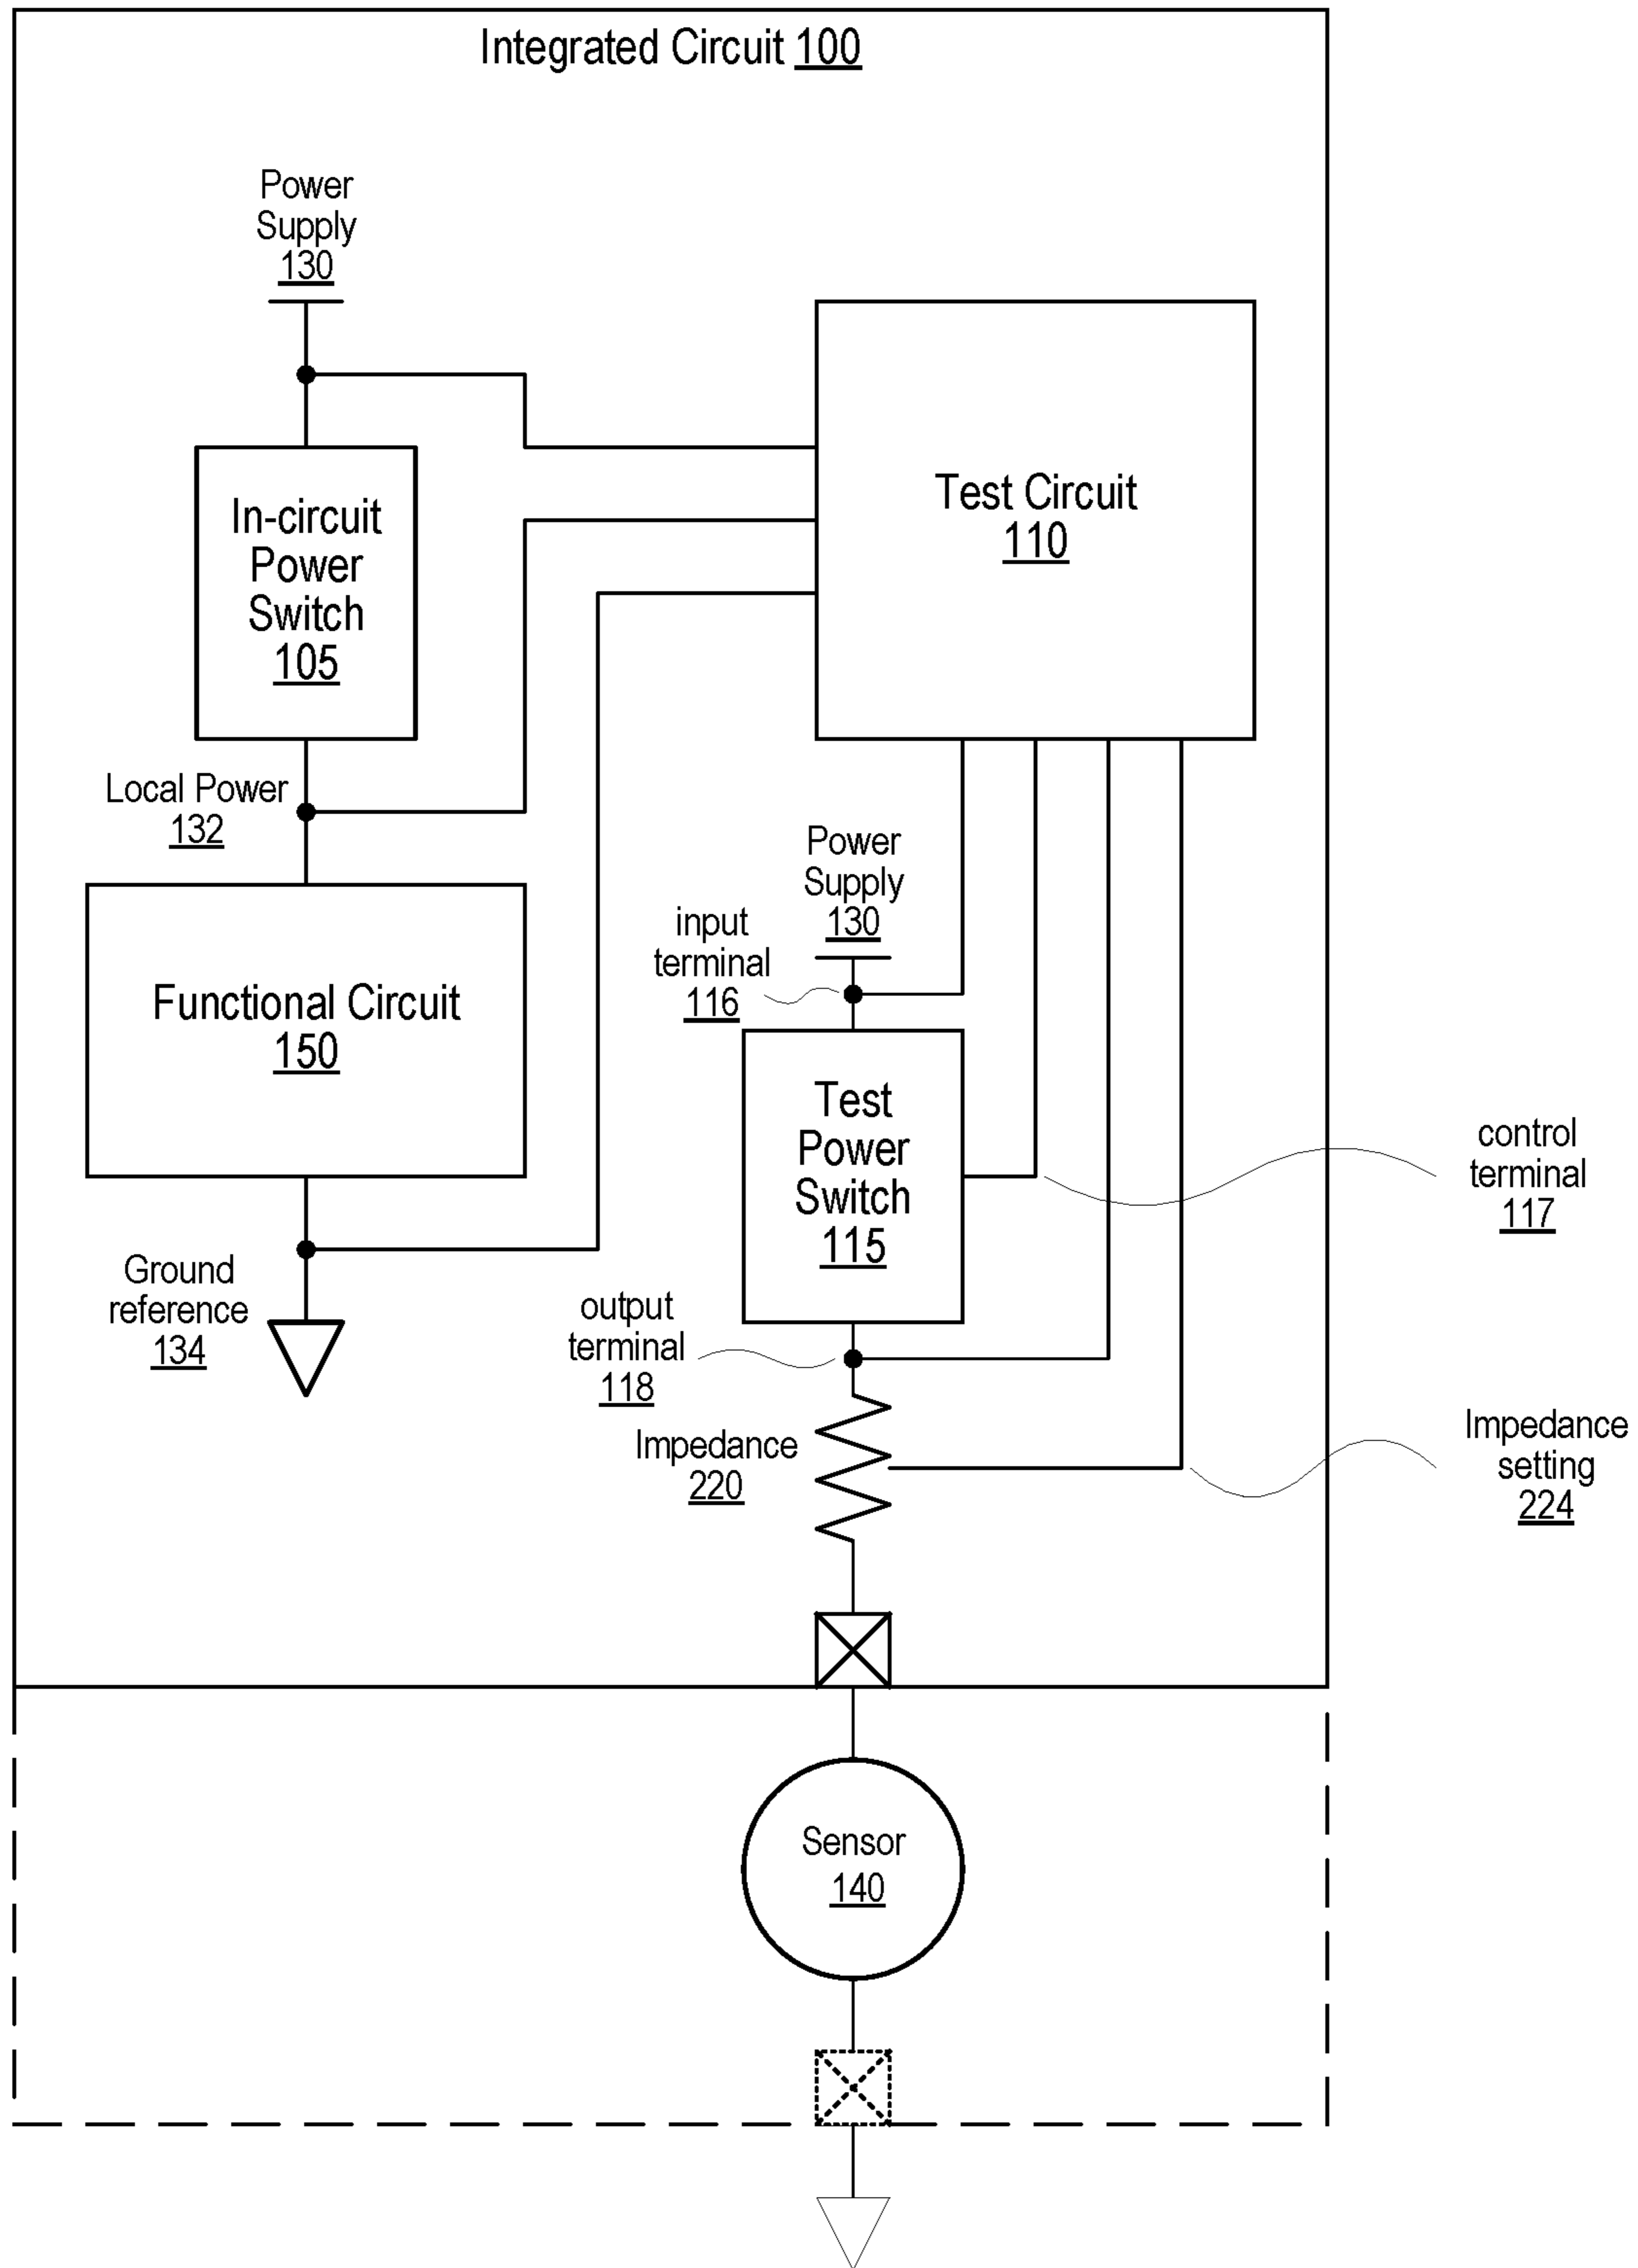 Integrated Circuit 100
Power
Supply
130
In-circuit
Power
Switch
105
Test Circuit
110
Local Power
132
Functional Circuit
150
Ground
reference
134
Power
Supply
130
input
terminal
116
Test
Power
Switch
115
control
terminal
117
output
terminal
118
Impedance
220
Impedance
setting
224
Sensor
140